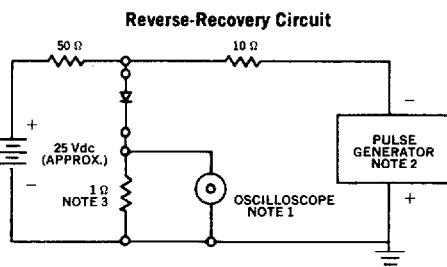 Reverse-Recovery Circuit
50 Ω
10 Ω
+
25 Vdc
(APPROX.)
−
1 Ω
NOTE 3
OSCILLOSCOPE
NOTE 1
−
PULSE
GENERATOR
NOTE 2
+